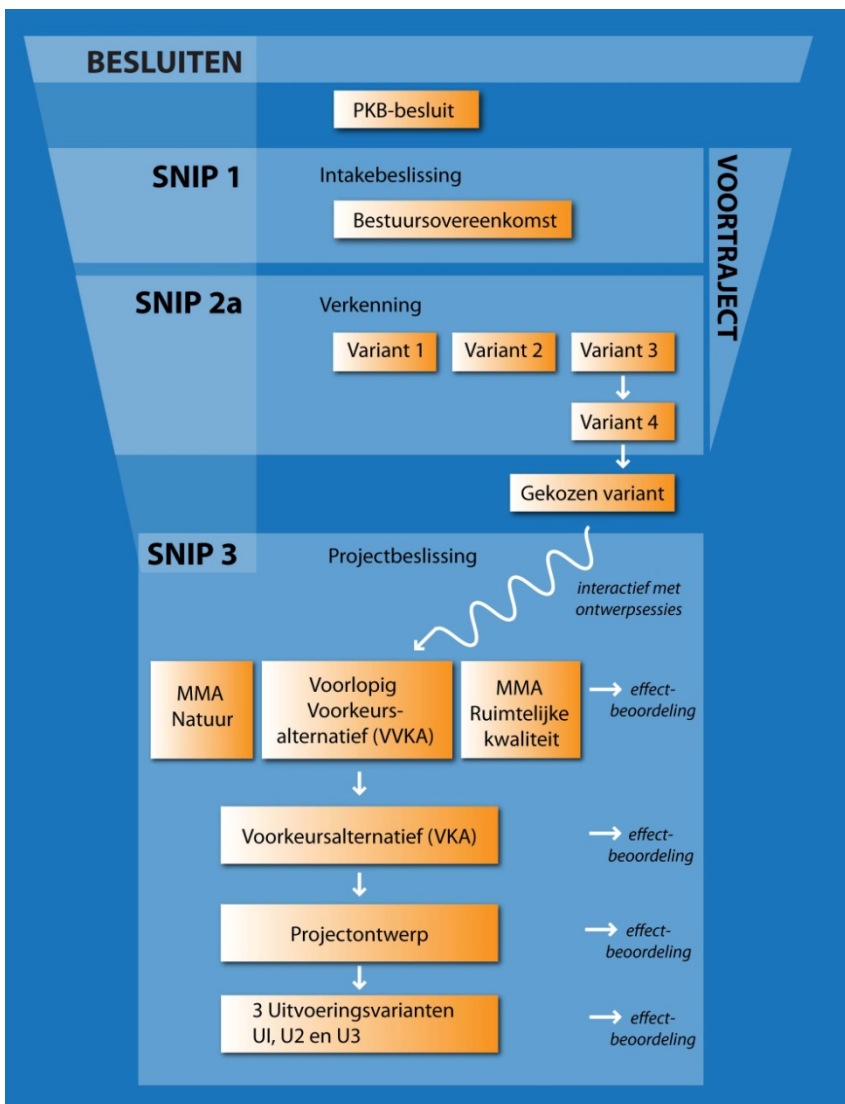 BESLUITEN
PKB-besluit
SNIP 1
Intakebeslissing
Bestuursovereenkomst
VOORTRAJECT
SNIP 2a
Verkenning
Variant 1
Variant 2
Variant 3
Variant 4
Gekozen variant
SNIP 3
Projectbeslissing
interactief met
ontwerpsessies
MMA
Natuur
Voorlopig
Voorkeurs-
alternatief (VVKA)
MMA
Ruimtelijke
kwaliteit
effect-
beoordeling
Voorkeursalternatief (VKA)
effect-
beoordeling
Projectontwerp
effect-
beoordeling
3 Uitvoeringsvarianten
UI, U2 en U3
effect-
beoordeling